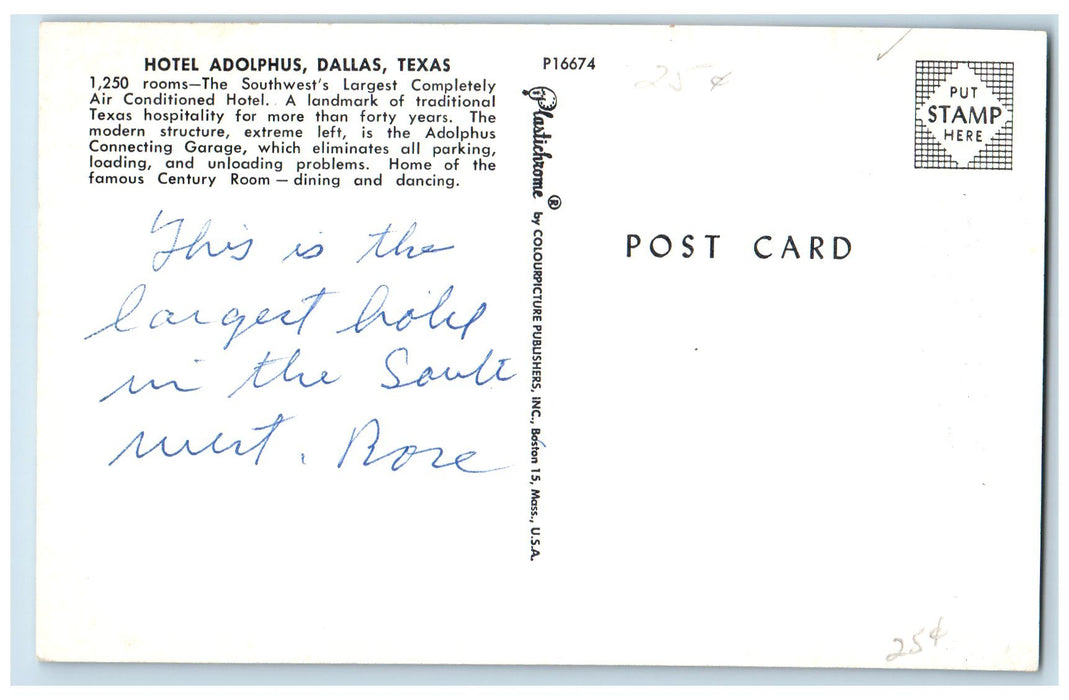 HOTEL ADOLPHUS, DALLAS, TEXAS
1,250 rooms—The Southwest's Largest Completely
Air Conditioned Hotel. A landmark of traditional
Texas hospitality for more than forty years. The
modern structure, extreme left, is the Adolphus
Connecting Garage, which eliminates all parking,
loading, and unloading problems. Home of the
famous Century Room — dining and dancing.
This is the
largest hotel
in the South
west. Rose
P16674
Plastichrome ® by COLOURPICTURE PUBLISHERS, INC., Boston 15, Mass., U.S.A.
25¢
PUT
STAMP
HERE
POST CARD
25¢